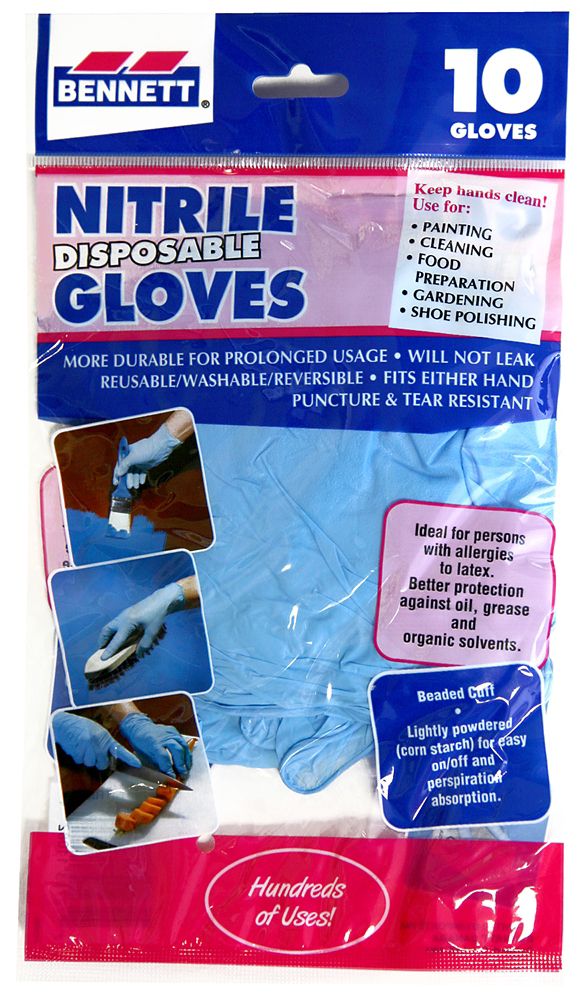 BENNETT®
10
GLOVES
NITRILE
DISPOSABLE
GLOVES
Keep hands clean!
Use for:
• PAINTING
• CLEANING
• FOOD
PREPARATION
• GARDENING
• SHOE POLISHING
MORE DURABLE FOR PROLONGED USAGE • WILL NOT LEAK
REUSABLE/WASHABLE/REVERSIBLE • FITS EITHER HAND
PUNCTURE & TEAR RESISTANT
Ideal for persons
with allergies
to latex.
Better protection
against oil, grease
and
organic solvents.
Beaded Cuff
•
Lightly powdered
(corn starch) for easy
on/off and
perspiration
absorption.
Hundreds
of Uses!